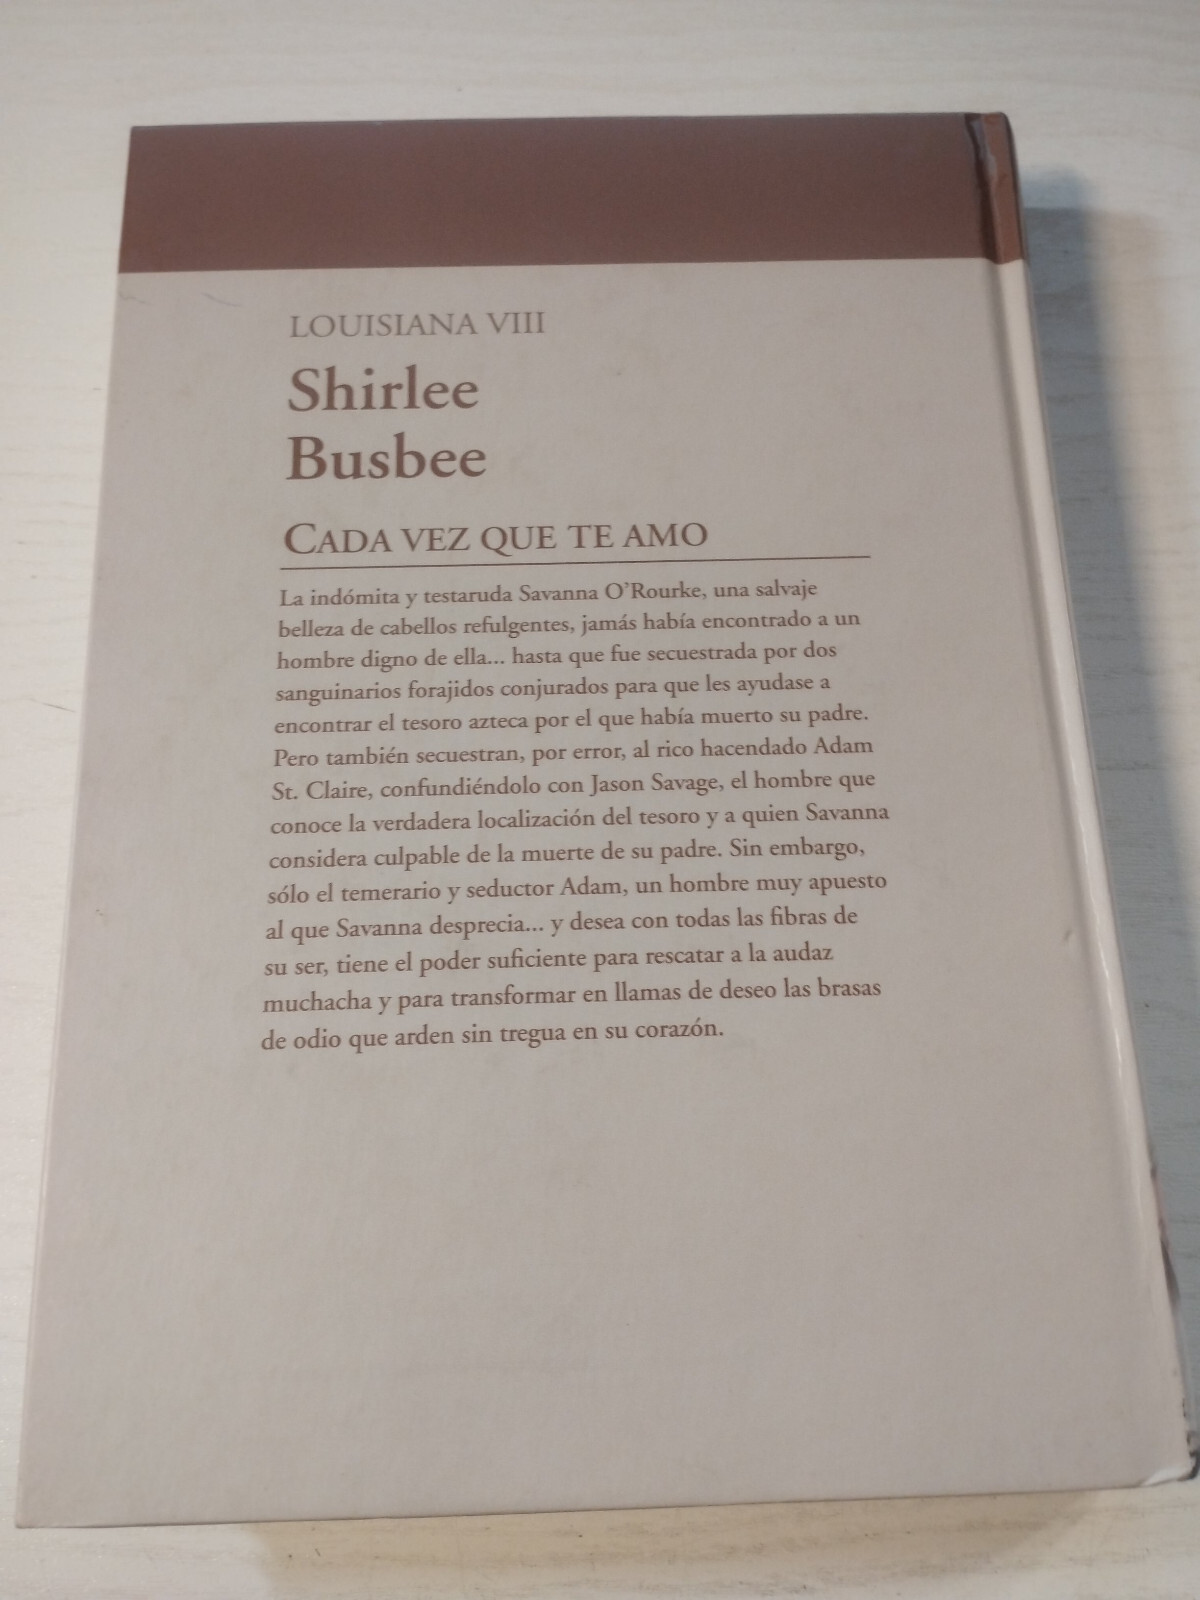 LOUISIANA VIII
Shirlee
Busbee
CADA VEZ QUE TE AMO
La indómita y testaruda Savanna O'Rourke, una salvaje
belleza de cabellos refulgentes, jamás había encontrado a un
hombre digno de ella... hasta que fue secuestrada por dos
sanguinarios forajidos conjurados para que les ayudase a
encontrar el tesoro azteca por el que había muerto su padre.
Pero también secuestran, por error, al rico hacendado Adam
St. Claire, confundiéndolo con Jason Savage, el hombre que
conoce la verdadera localización del tesoro y a quien Savanna
considera culpable de la muerte de su padre. Sin embargo,
sólo el temerario y seductor Adam, un hombre muy apuesto
al que Savanna desprecia... y desea con todas las fibras de
su ser, tiene el poder suficiente para rescatar a la audaz
muchacha y para transformar en llamas de deseo las brasas
de odio que arden sin tregua en su corazón.